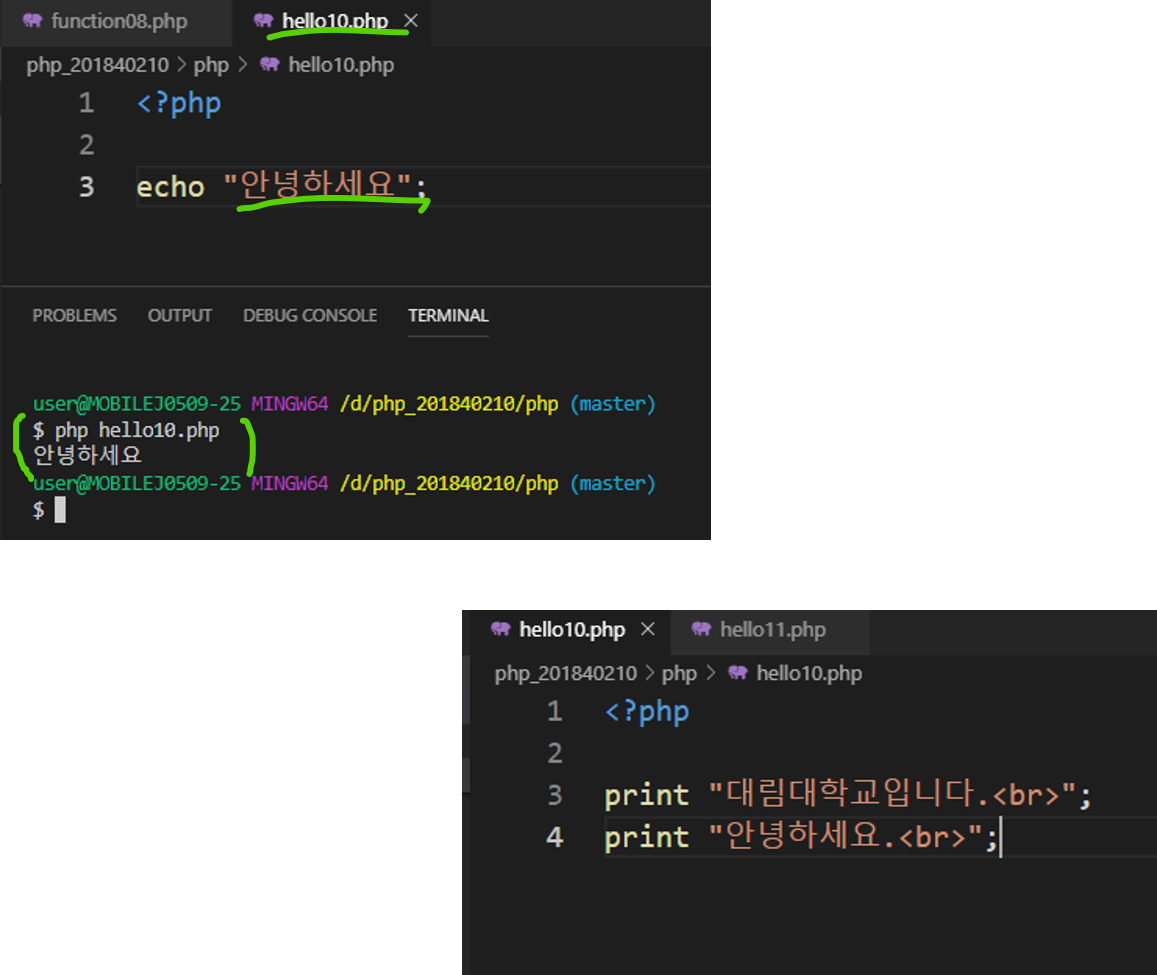 function08.php hello10.php
php_201840210 > php > hello10.php
1 <?php
2
3 echo "안녕하세요";
PROBLEMS OUTPUT DEBUG CONSOLE TERMINAL
user@MOBILEJ0509-25 MINGW64 /d/php_201840210/php (master)
$ php hello10.php
안녕하세요
user@MOBILEJ0509-25 MINGW64 /d/php_201840210/php (master)
$
hello10.php hello11.php
php_201840210 > php > hello10.php
1 <?php
2
3 print "대림대학교입니다.<br>";
4 print "안녕하세요.<br>";